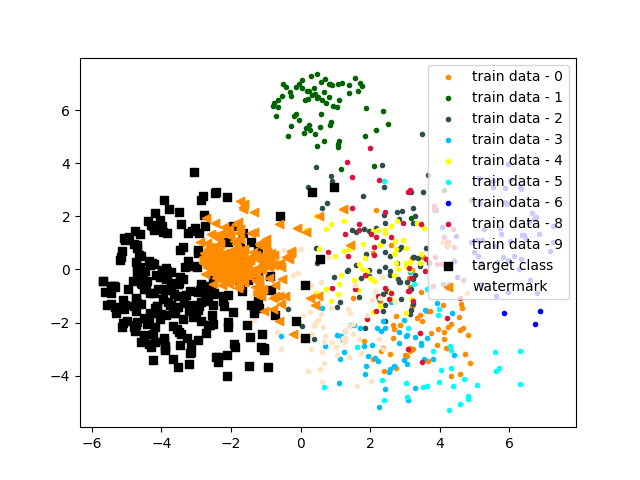 train data - 0
train data - 1
train data - 2
train data - 3
train data - 4
train data - 5
train data - 6
train data - 8
train data - 9
target class
watermark
6
4
2
0
−2
−4
−6 −4 −2 0 2 4 6